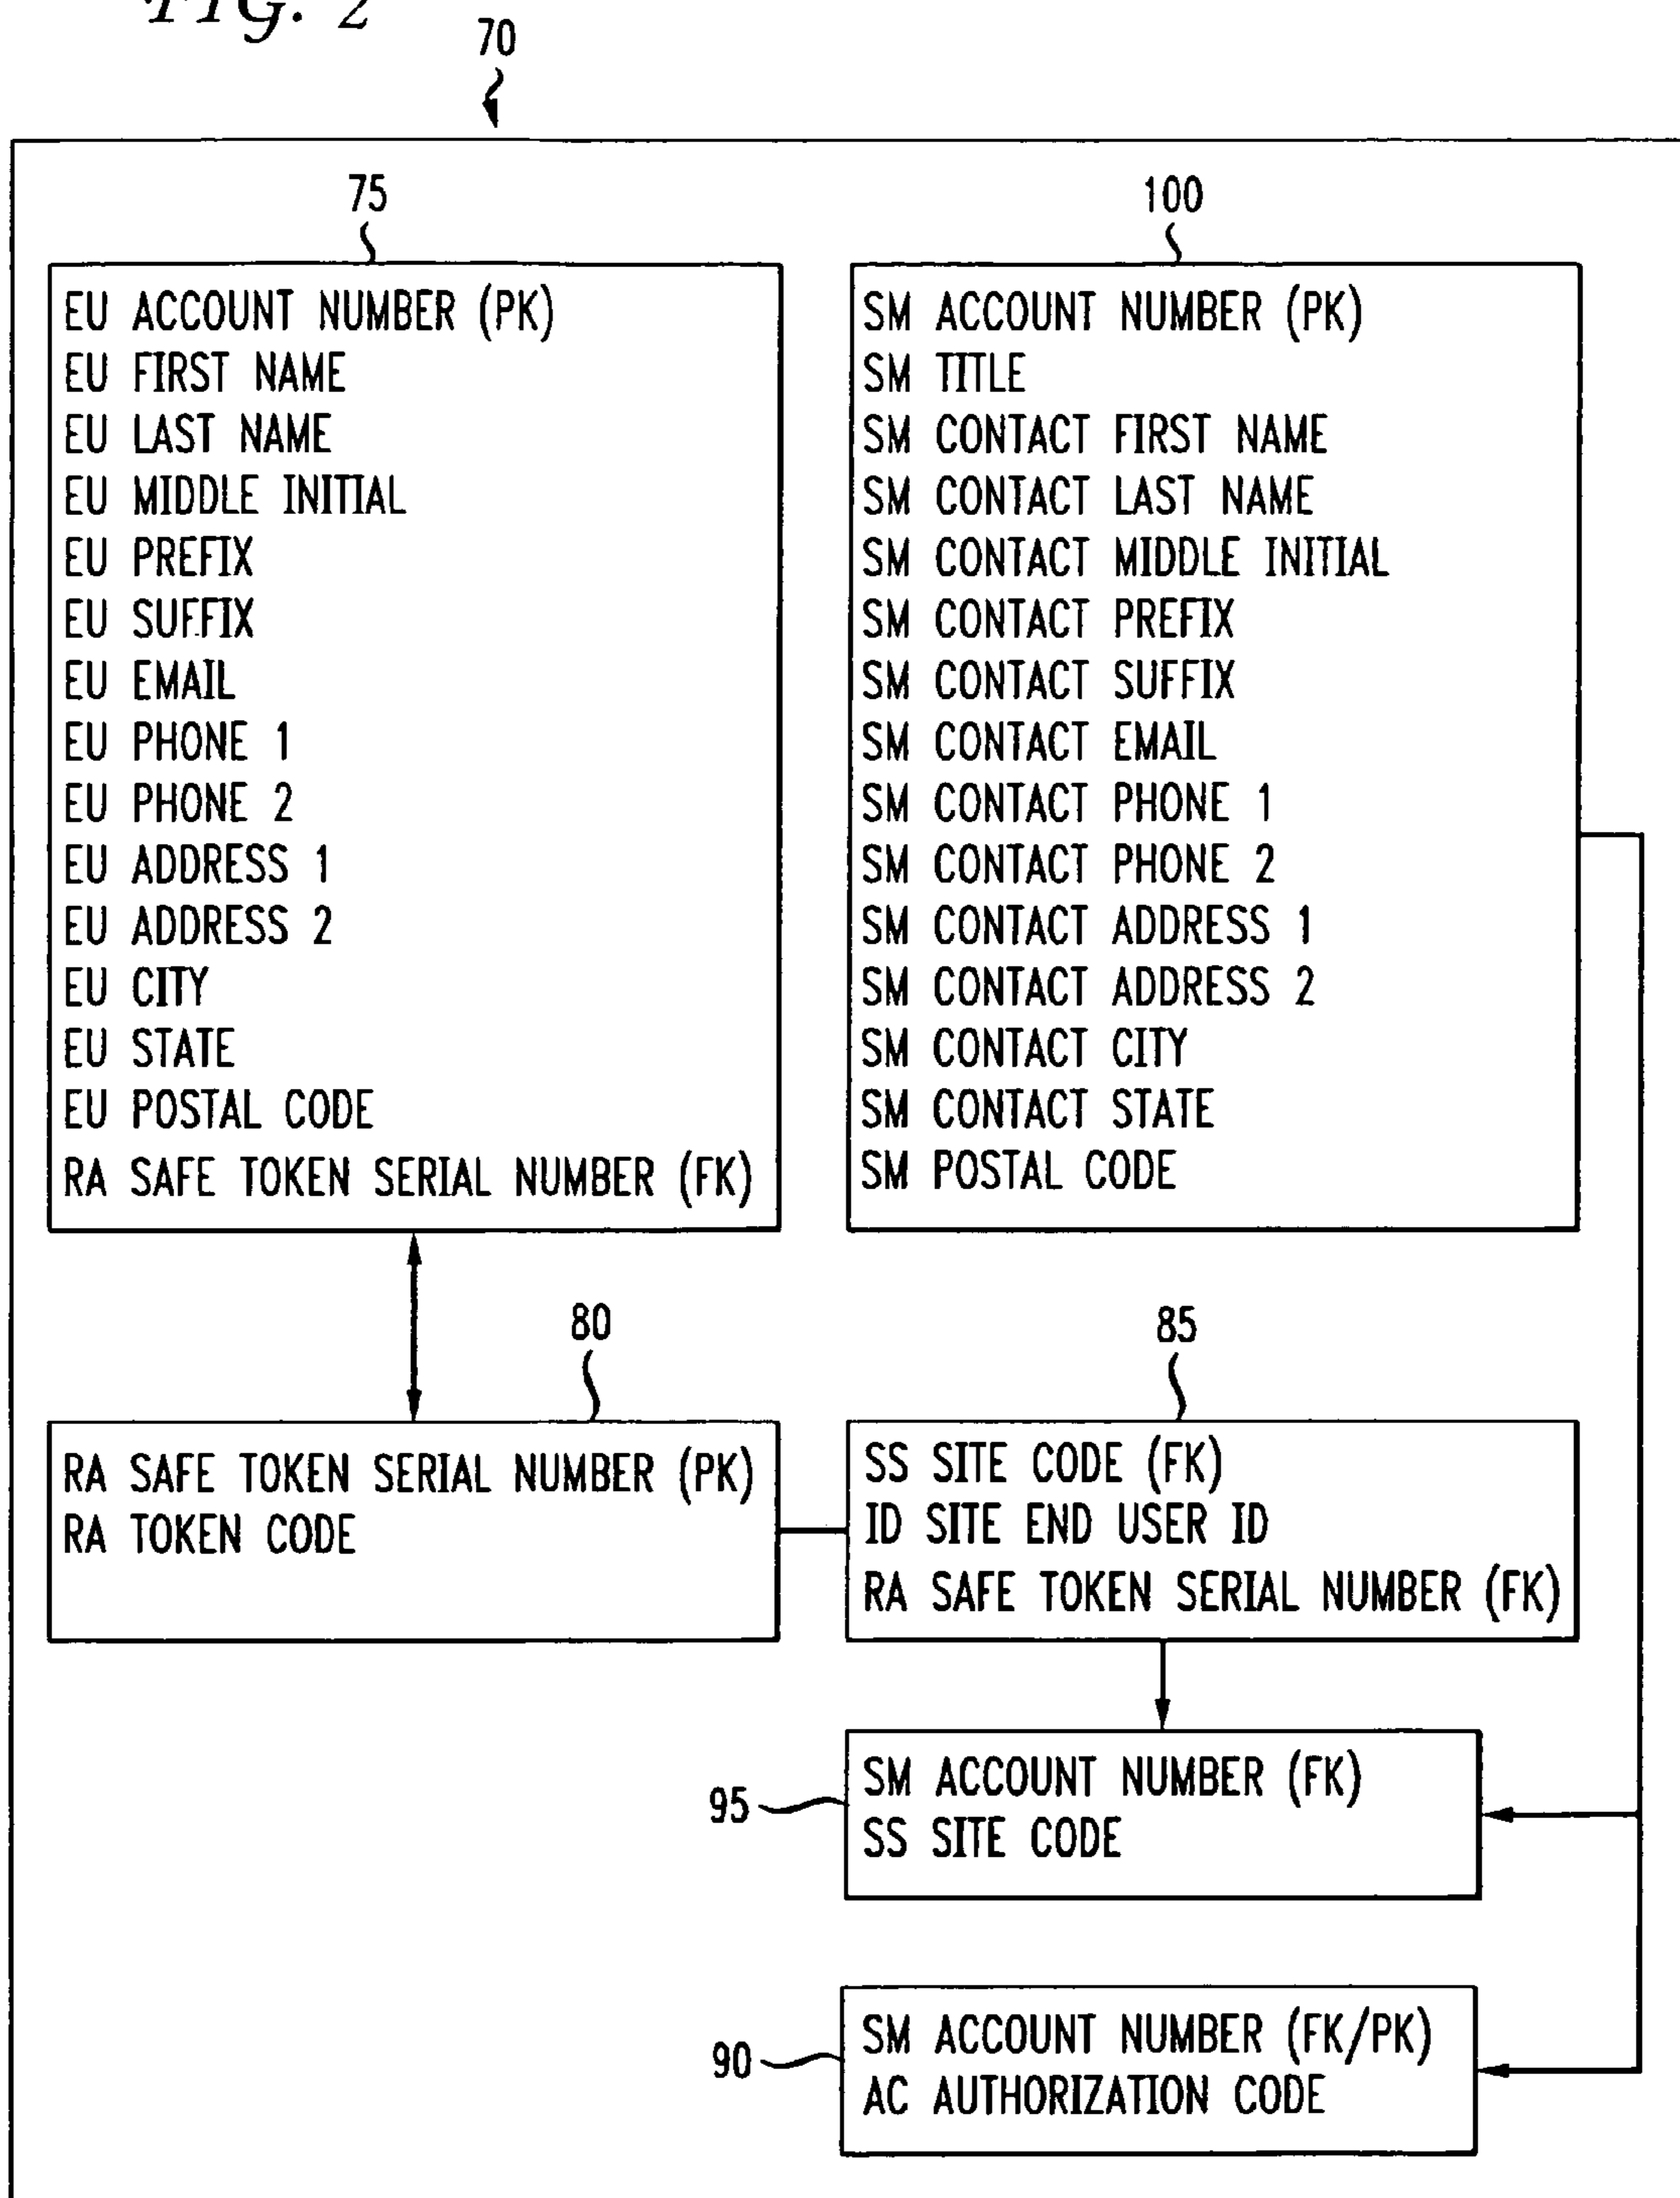 FIG. 2
70
75
EU ACCOUNT NUMBER (PK)
EU FIRST NAME
EU LAST NAME
EU MIDDLE INITIAL
EU PREFIX
EU SUFFIX
EU EMAIL
EU PHONE 1
EU PHONE 2
EU ADDRESS 1
EU ADDRESS 2
EU CITY
EU STATE
EU POSTAL CODE
RA SAFE TOKEN SERIAL NUMBER (FK)
100
SM ACCOUNT NUMBER (PK)
SM TITLE
SM CONTACT FIRST NAME
SM CONTACT LAST NAME
SM CONTACT MIDDLE INITIAL
SM CONTACT PREFIX
SM CONTACT SUFFIX
SM CONTACT EMAIL
SM CONTACT PHONE 1
SM CONTACT PHONE 2
SM CONTACT ADDRESS 1
SM CONTACT ADDRESS 2
SM CONTACT CITY
SM CONTACT STATE
SM POSTAL CODE
80
RA SAFE TOKEN SERIAL NUMBER (PK)
RA TOKEN CODE
85
SS SITE CODE (FK)
ID SITE END USER ID
RA SAFE TOKEN SERIAL NUMBER (FK)
95
SM ACCOUNT NUMBER (FK)
SS SITE CODE
90
SM ACCOUNT NUMBER (FK/PK)
AC AUTHORIZATION CODE